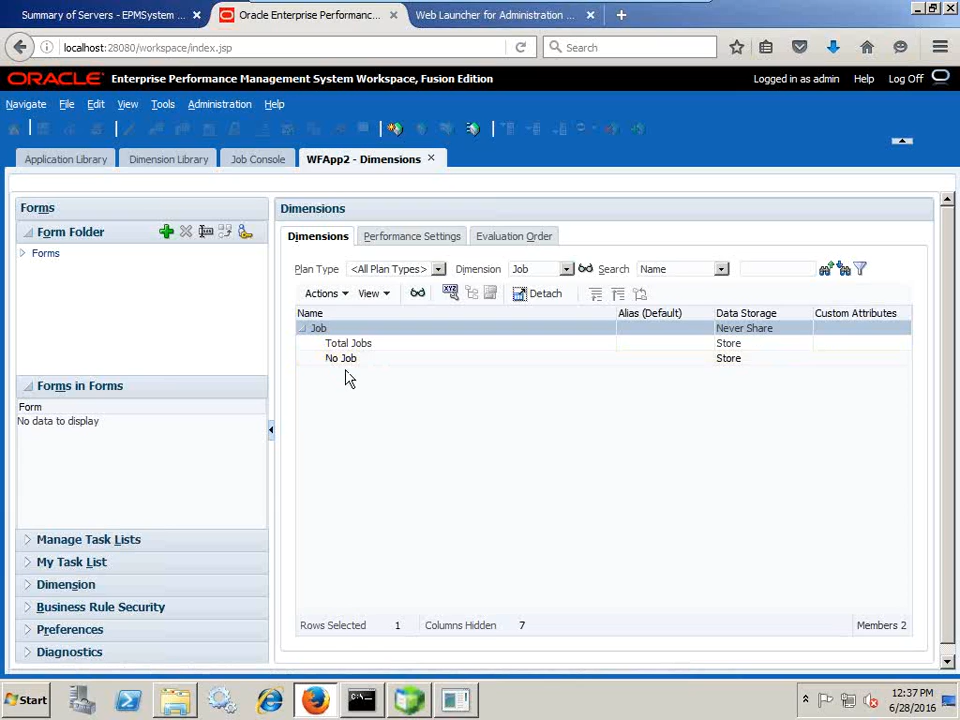 Summary of Servers - EPMSystem ...
Oracle Enterprise Performanc...
Web Launcher for Administration ...
localhost:28080/workspace/index.jsp
Search
ORACLE Enterprise Performance Management System Workspace, Fusion Edition
Logged in as admin Help Log Off
Navigate File Edit View Tools Administration Help
Application Library Dimension Library Job Console WFApp2 - Dimensions
Forms
Form Folder
Forms
Forms in Forms
Form
No data to display
Manage Task Lists
My Task List
Dimension
Business Rule Security
Preferences
Diagnostics
Dimensions
Dimensions Performance Settings Evaluation Order
Plan Type <All Plan Types> Dimension Job Search Name
Actions View XYZ Detach
Name Alias (Default) Data Storage Custom Attributes
Job Never Share
Total Jobs Store
No Job Store
Rows Selected 1 Columns Hidden 7 Members 2
Start
C:\
12:37 PM
6/28/2016